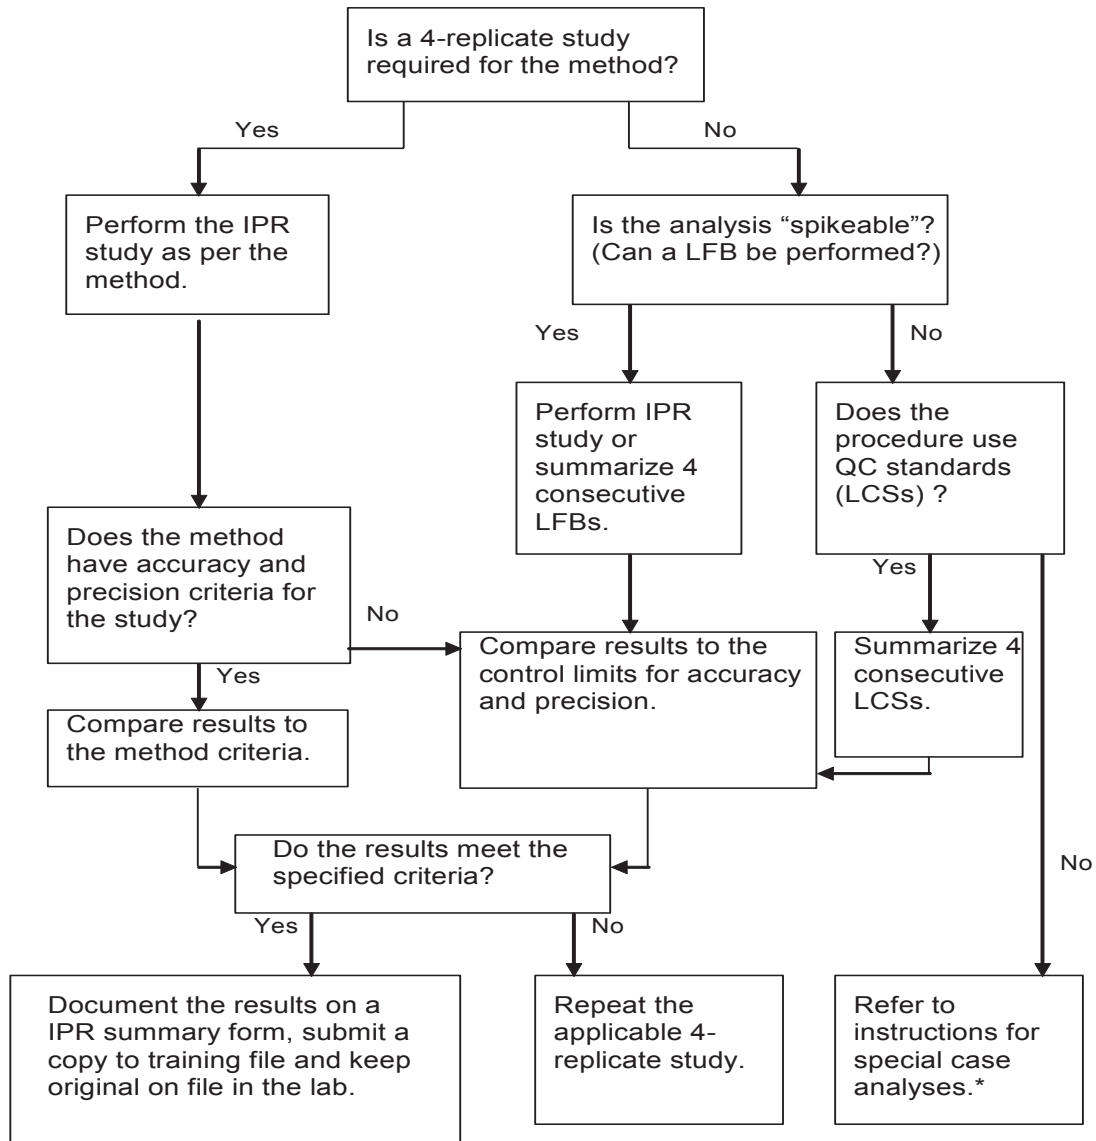 Is a 4-replicate study
required for the method?
Yes
No
Perform the IPR
study as per the
method.
Is the analysis “spikeable”?
(Can a LFB be performed?)
Yes
No
Perform IPR
study or
summarize 4
consecutive
LFBs.
Does the
procedure use
QC standards
(LCSs) ?
Does the method
have accuracy and
precision criteria for
the study?
Yes
No
Compare results to the
control limits for accuracy
and precision.
Summarize 4
consecutive
LCSs.
Yes
Compare results to
the method criteria.
Do the results meet the
specified criteria?
No
Yes
No
Document the results on a
IPR summary form, submit a
copy to training file and keep
original on file in the lab.
Repeat the
applicable 4-
replicate study.
Refer to
instructions for
special case
analyses.*